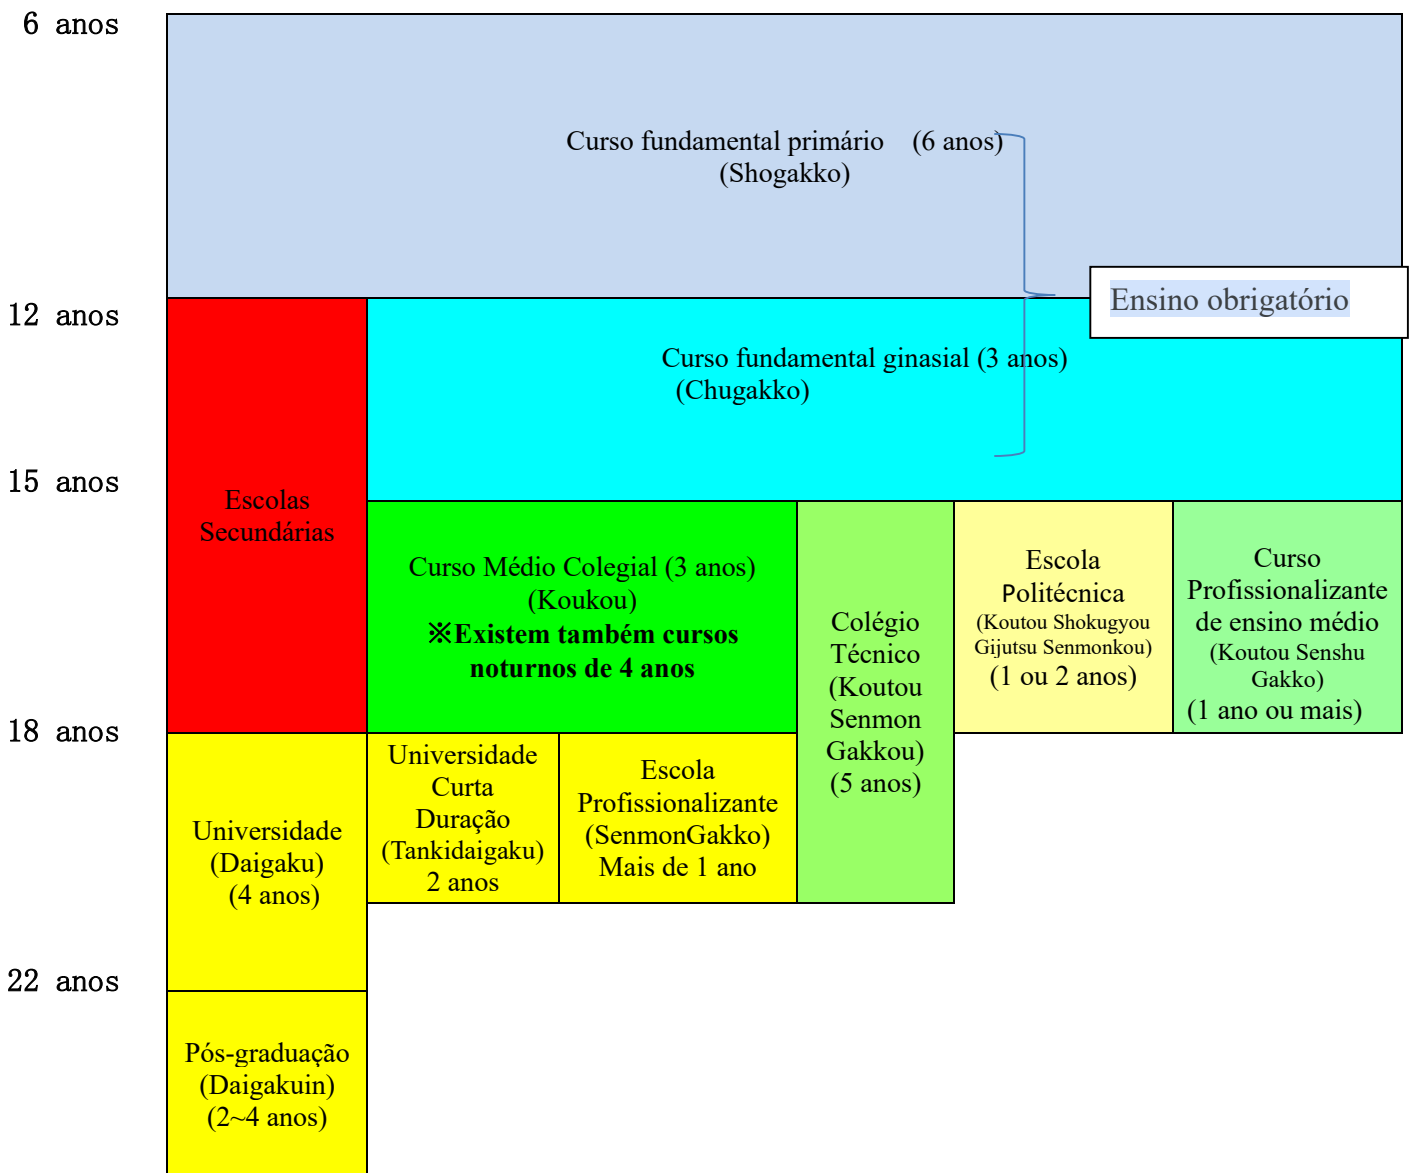 6 anos
Curso fundamental primário (6 anos)
(Shogakko)
Ensino obrigatório
12 anos
Curso fundamental ginasial (3 anos)
(Chugakko)
15 anos
Escolas
Secundárias
Curso Médio Colegial (3 anos)
(Koukou)
※Existem também cursos
noturnos de 4 anos
Colégio
Técnico
(Koutou
Senmon
Gakkou)
(5 anos)
Escola
Politécnica
(Koutou Shokugyou
Gijutsu Senmonkou)
(1 ou 2 anos)
Curso
Profissionalizante
de ensino médio
(Koutou Senshu
Gakko)
(1 ano ou mais)
18 anos
Universidade
(Daigaku)
(4 anos)
Universidade
Curta
Duração
(Tankidaigaku)
2 anos
Escola
Profissionalizante
(SenmonGakko)
Mais de 1 ano
22 anos
Pós-graduação
(Daigakuin)
(2~4 anos)